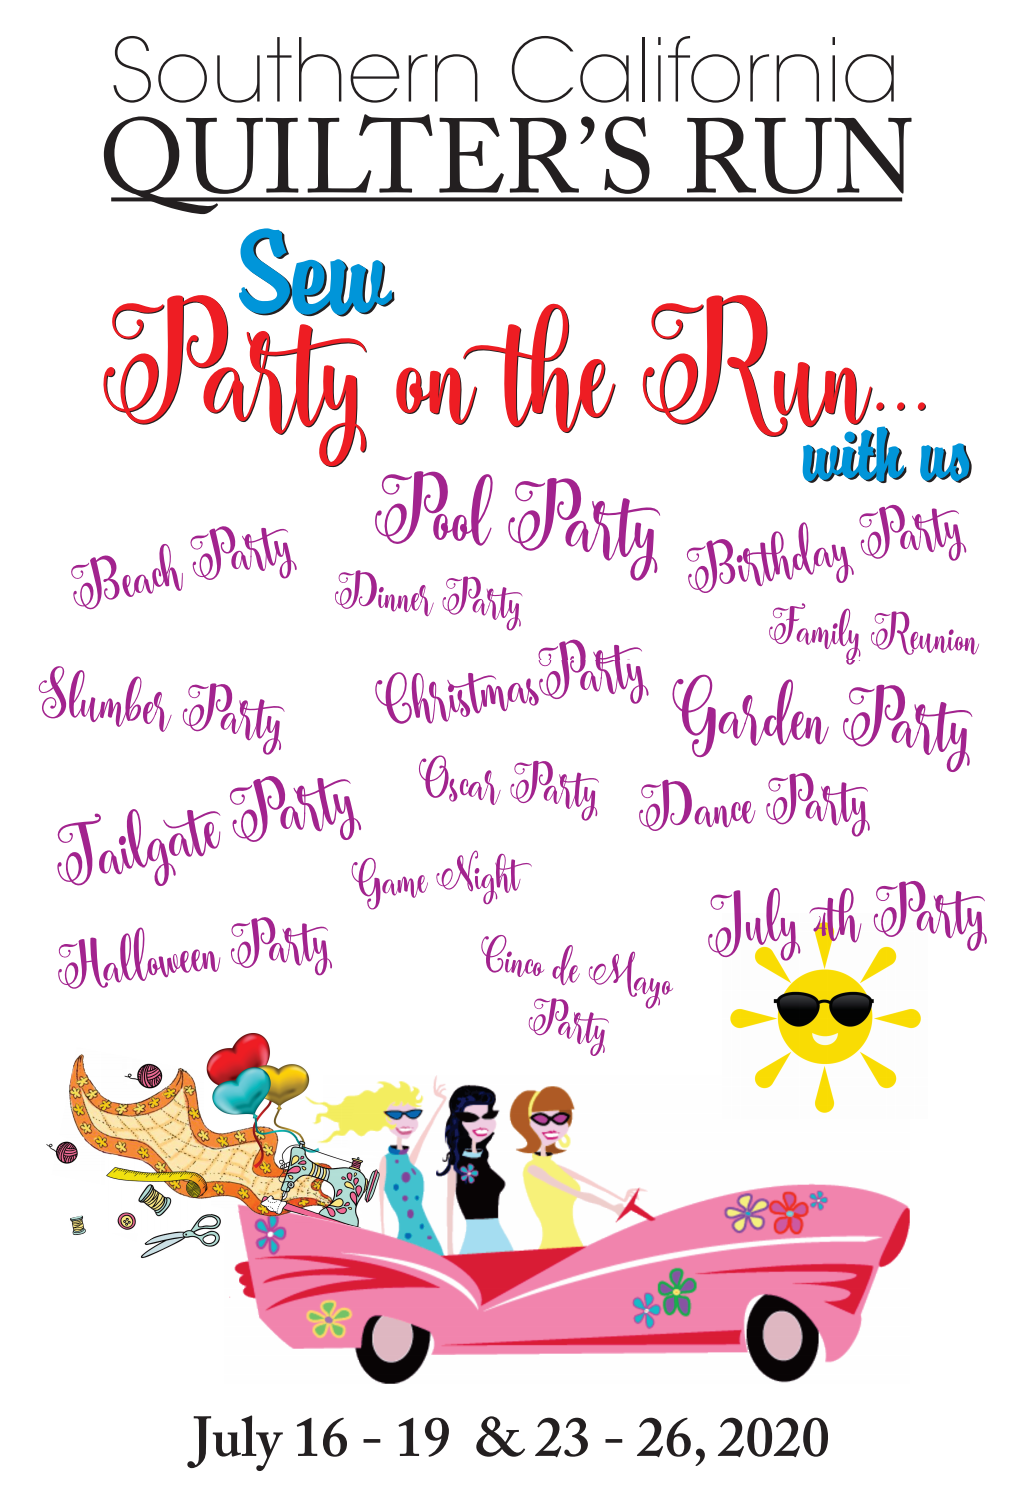 Southern California
QUILTER'S RUN
Sew
Party on the Run...
with us
Pool Party
Beach Party
Birthday Party
Dinner Party
Family Reunion
Slumber Party
Christmas Party
Garden Party
Oscar Party
Dance Party
Tailgate Party
Game Night
July 4th Party
Halloween Party
Cinco de Mayo
Party
July 16 - 19 & 23 - 26, 2020